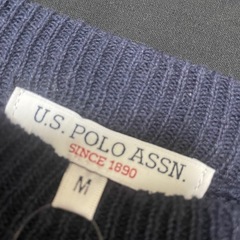 U.S. POLO ASSN.
SINCE 1890
M